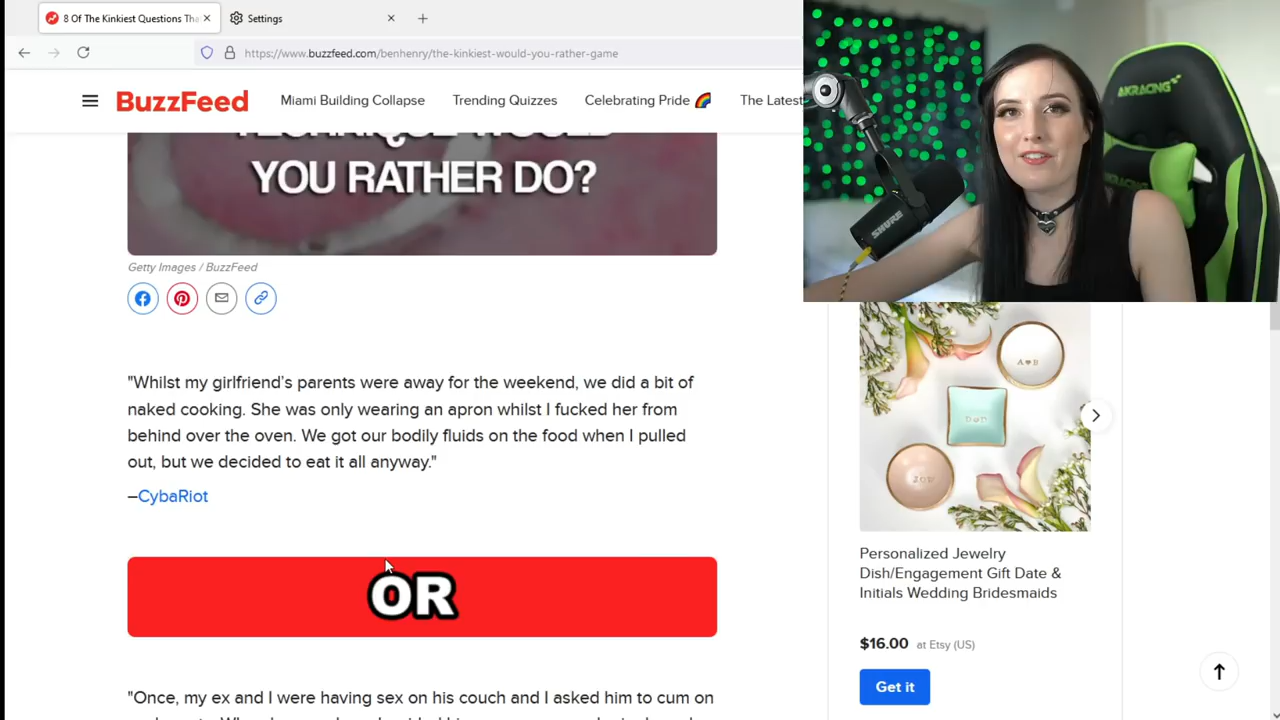 8 Of The Kinkiest Questions Tha
Settings
https://www.buzzfeed.com/benhenry/the-kinkiest-would-you-rather-game
BuzzFeed
Miami Building Collapse
Trending Quizzes
Celebrating Pride
The Latest
TECHNIQUE WOULD
YOU RATHER DO?
Getty Images / BuzzFeed
"Whilst my girlfriend's parents were away for the weekend, we did a bit of
naked cooking. She was only wearing an apron whilst I fucked her from
behind over the oven. We got our bodily fluids on the food when I pulled
out, but we decided to eat it all anyway."
–CybaRiot
OR
"Once, my ex and I were having sex on his couch and I asked him to cum on
AKRACING
SHURE
Personalized Jewelry
Dish/Engagement Gift Date &
Initials Wedding Bridesmaids
$16.00 at Etsy (US)
Get it